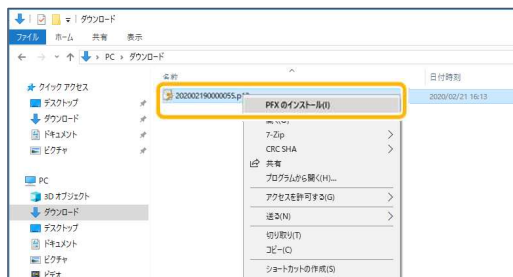 ダウンロード
ファイル ホーム 共有 表示
PC › ダウンロード
名前 日付時刻
クイック アクセス
デスクトップ
ダウンロード
ドキュメント
ピクチャ
PC
3D オブジェクト
ダウンロード
デスクトップ
ドキュメント
ピクチャ
ビデオ
202002190000055.p 2020/02/21 16:13
PFX のインストール(I)
7-Zip
CRC SHA
共有
プログラムから開く(H)...
アクセスを許可する(G)
送る(N)
切り取り(T)
コピー(C)
ショートカットの作成(S)